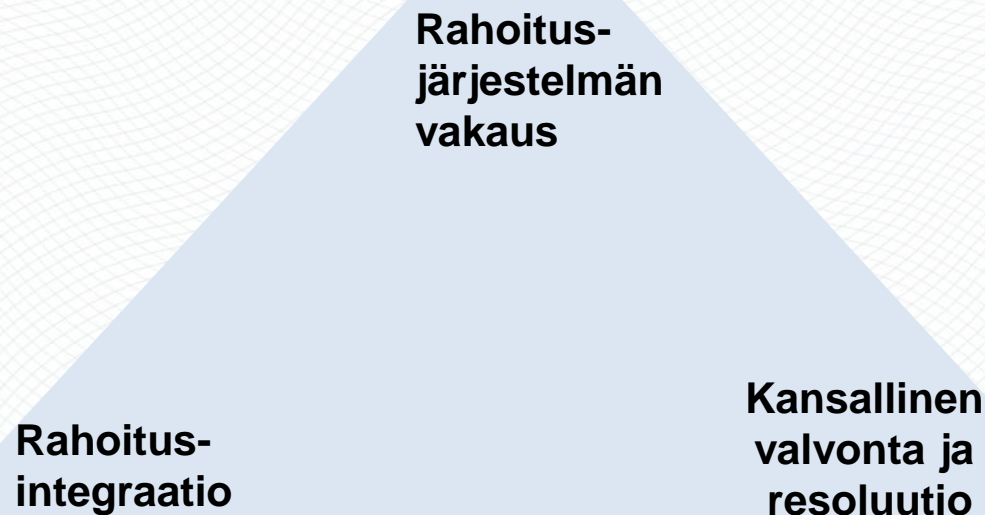 Rahoitus-
järjestelmän
vakaus
Rahoitus-
integraatio
Kansallinen
valvonta ja
resoluutio